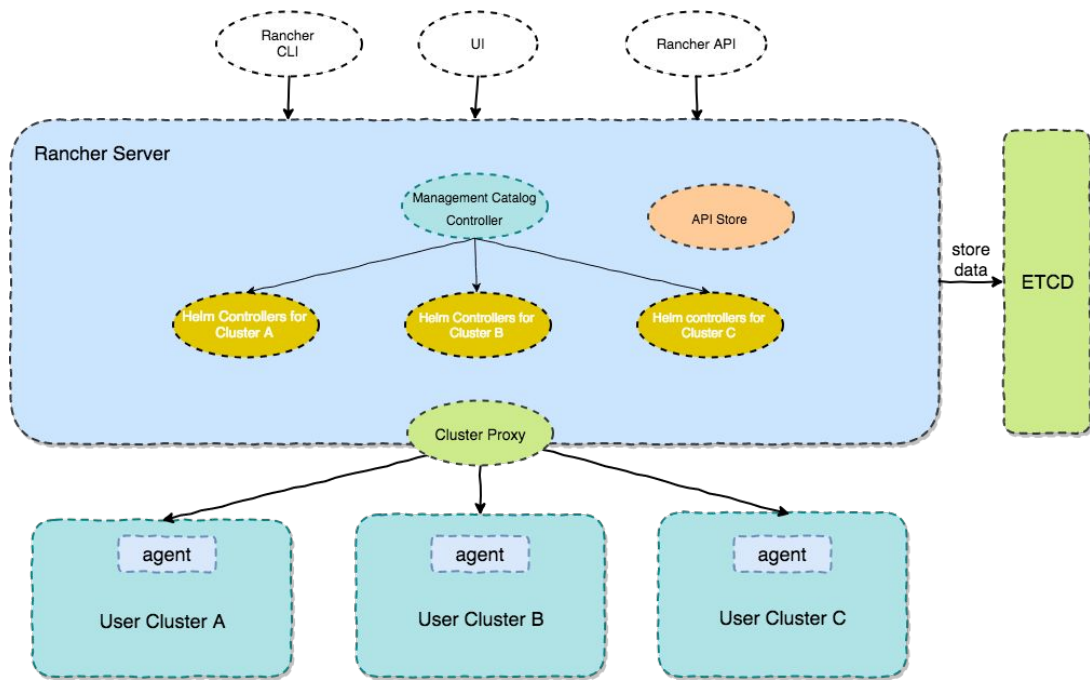 Rancher
CLI
UI
Rancher API
Rancher Server
Management Catalog
Controller
API Store
store
data
ETCD
Helm Controllers for
Cluster A
Helm Controllers for
Cluster B
Helm controllers for
Cluster C
Cluster Proxy
agent
agent
agent
User Cluster A
User Cluster B
User Cluster C